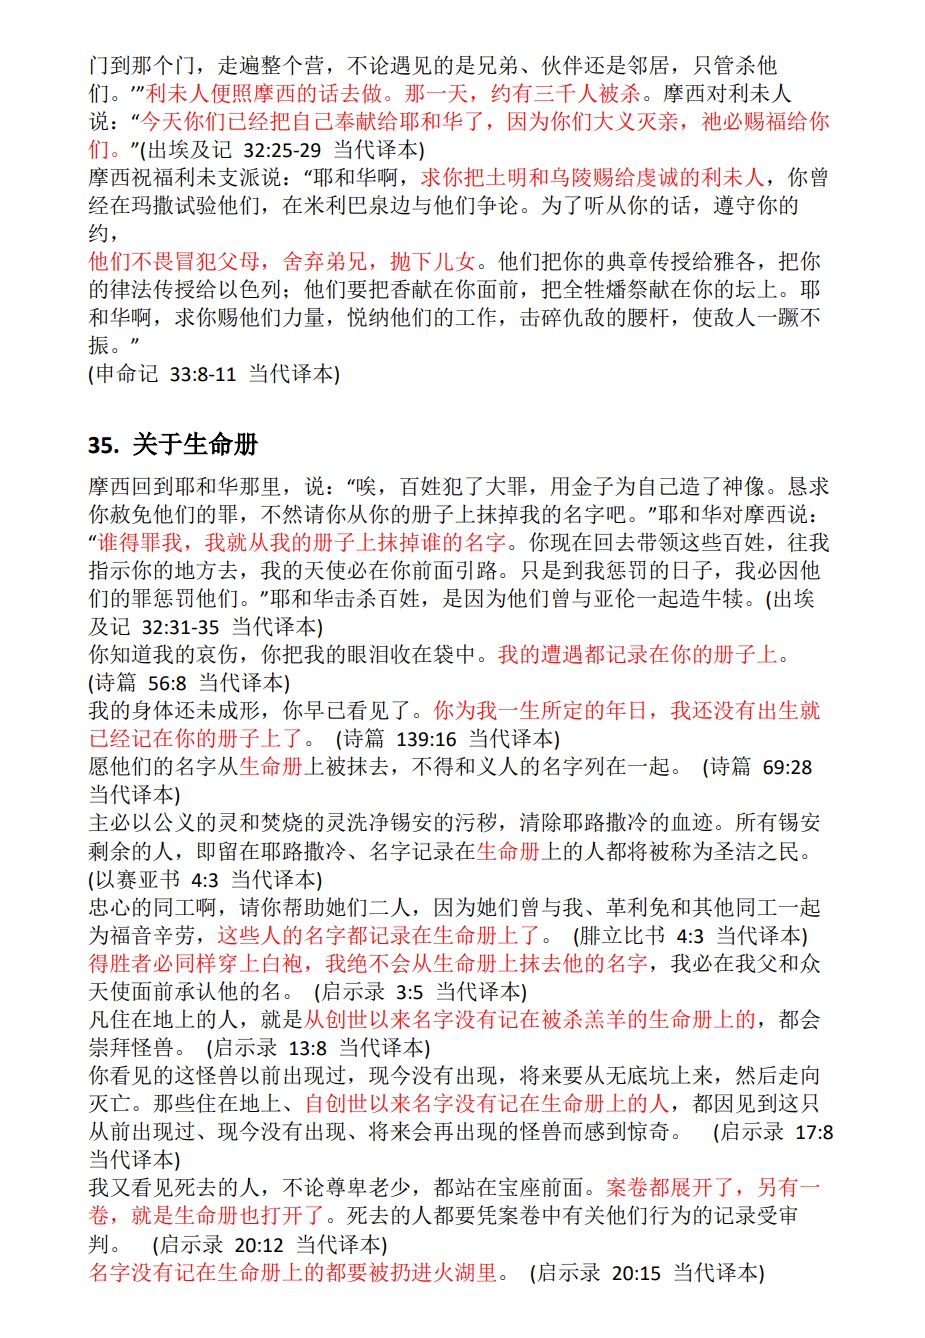 门到那个门，走遍整个营，不论遇见的是兄弟、伙伴还是邻居，只管杀他
们。’”利未人便照摩西的话去做。那一天，约有三千人被杀。摩西对利未人
说：“今天你们已经把自己奉献给耶和华了，因为你们大义灭亲，祂必赐福给你
们。”(出埃及记 32:25-29 当代译本)
摩西祝福利未支派说：“耶和华啊，求你把土明和乌陵赐给虔诚的利未人，你曾
经在玛撒试验他们，在米利巴泉边与他们争论。为了听从你的话，遵守你的
约，
他们不畏冒犯父母，舍弃弟兄，抛下儿女。他们把你的典章传授给雅各，把你
的律法传授给以色列；他们要把香献在你面前，把全牲燔祭献在你的坛上。耶
和华啊，求你赐他们力量，悦纳他们的工作，击碎仇敌的腰杆，使敌人一蹶不
振。”
(申命记 33:8-11 当代译本)
35. 关于生命册
摩西回到耶和华那里，说：“唉，百姓犯了大罪，用金子为自己造了神像。恳求
你赦免他们的罪，不然请你从你的册子上抹掉我的名字吧。”耶和华对摩西说：
“谁得罪我，我就从我的册子上抹掉谁的名字。你现在回去带领这些百姓，往我
指示你的地方去，我的天使必在你前面引路。只是到我惩罚的日子，我必因他
们的罪惩罚他们。”耶和华击杀百姓，是因为他们曾与亚伦一起造牛犊。(出埃
及记 32:31-35 当代译本)
你知道我的哀伤，你把我的眼泪收在袋中。我的遭遇都记录在你的册子上。
(诗篇 56:8 当代译本)
我的身体还未成形，你早已看见了。你为我一生所定的年日，我还没有出生就
已经记在你的册子上了。 (诗篇 139:16 当代译本)
愿他们的名字从生命册上被抹去，不得和义人的名字列在一起。 (诗篇 69:28
当代译本)
主必以公义的灵和焚烧的灵洗净锡安的污秽，清除耶路撒冷的血迹。所有锡安
剩余的人，即留在耶路撒冷、名字记录在生命册上的人都将被称为圣洁之民。
(以赛亚书 4:3 当代译本)
忠心的同工啊，请你帮助她们二人，因为她们曾与我、革利免和其他同工一起
为福音辛劳，这些人的名字都记录在生命册上了。 (腓立比书 4:3 当代译本)
得胜者必同样穿上白袍，我绝不会从生命册上抹去他的名字，我必在我父和众
天使面前承认他的名。 (启示录 3:5 当代译本)
凡住在地上的人，就是从创世以来名字没有记在被杀羔羊的生命册上的，都会
崇拜怪兽。 (启示录 13:8 当代译本)
你看见的这怪兽以前出现过，现今没有出现，将来要从无底坑上来，然后走向
灭亡。那些住在地上、自创世以来名字没有记在生命册上的人，都因见到这只
从前出现过、现今没有出现、将来会再出现的怪兽而感到惊奇。 (启示录 17:8
当代译本)
我又看见死去的人，不论尊卑老少，都站在宝座前面。案卷都展开了，另有一
卷，就是生命册也打开了。死去的人都要凭案卷中有关他们行为的记录受审
判。 (启示录 20:12 当代译本)
名字没有记在生命册上的都要被扔进火湖里。 (启示录 20:15 当代译本)